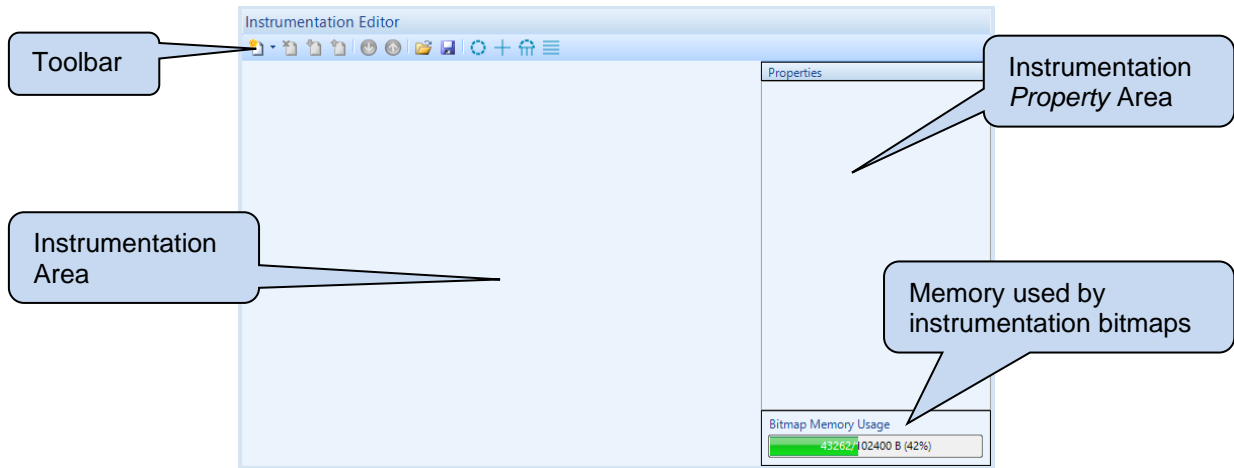 Instrumentation Editor
Toolbar
Properties
Instrumentation
Property Area
Instrumentation
Area
Memory used by
instrumentation bitmaps
Bitmap Memory Usage
43262/102400 B (42%)